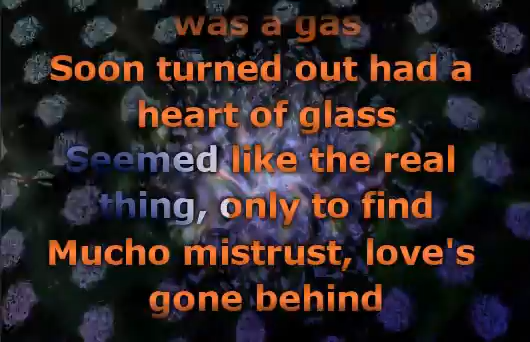 was a gas
Soon turned out had a
heart of glass
Seemed like the real
thing, only to find
Mucho mistrust, love's
gone behind